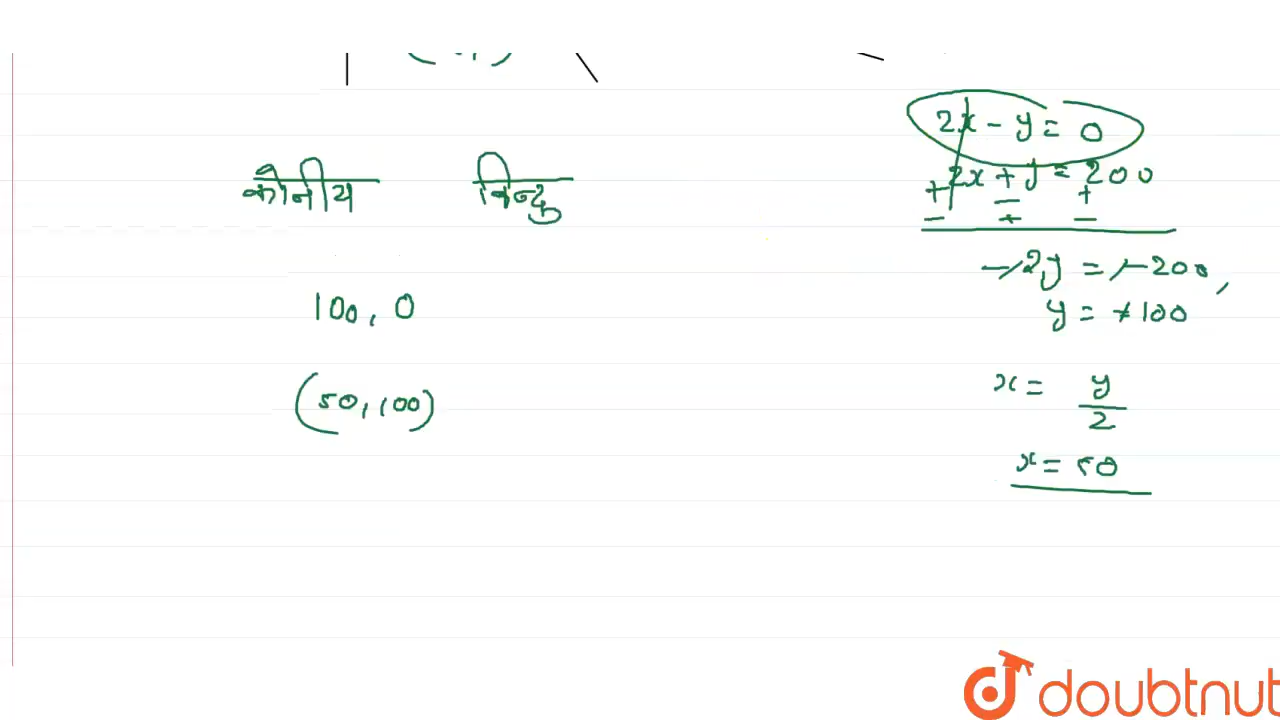 कोनीय बिन्दु
100, 0
(50, 100)
2x - y = 0
2x + y = 200
+ +
- + -
-2y = -200,
y = +100
x = y/2
x = 50
doubtnut